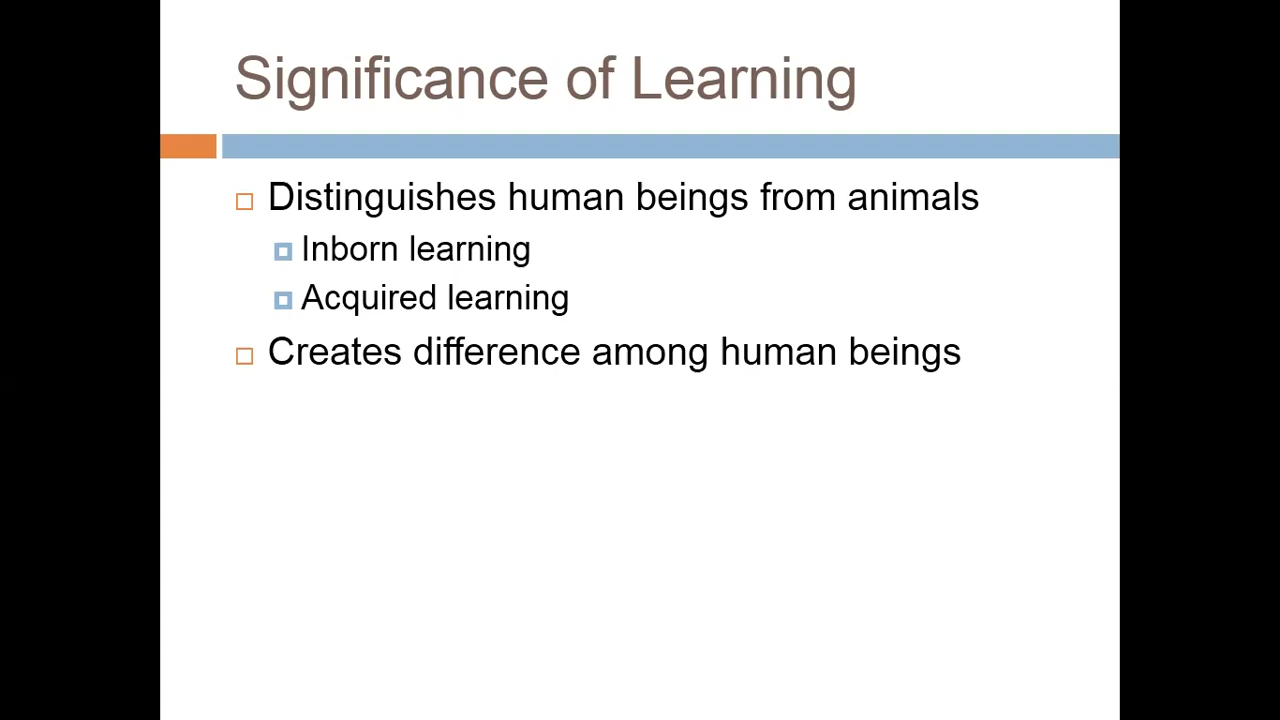 Significance of Learning
Distinguishes human beings from animals
Inborn learning
Acquired learning
Creates difference among human beings